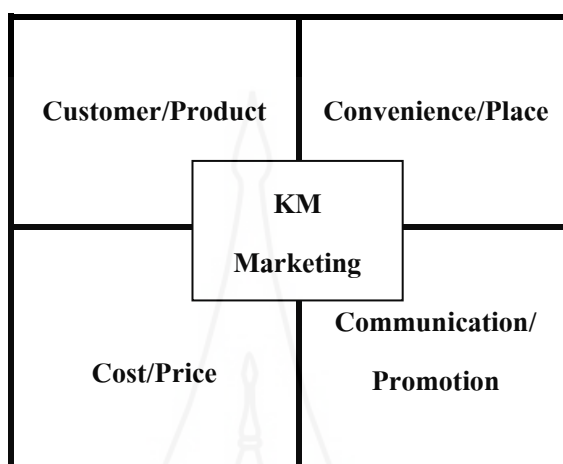 Customer/Product
Convenience/Place
KM
Marketing
Cost/Price
Communication/
Promotion